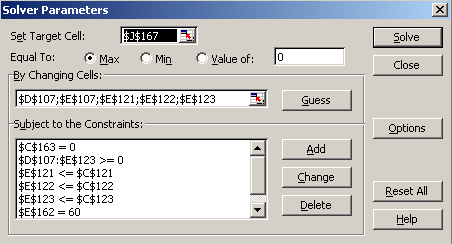 Solver Parameters
Set Target Cell: $J$167 Solve
Equal To: Max Min Value of: 0 Close
By Changing Cells:
$D$107;$E$107;$E$121;$E$122;$E$123 Guess
Subject to the Constraints: Options
$C$163 = 0 Add
$D$107:$E$123 >= 0
$E$121 <= $C$121 Change
$E$122 <= $C$122 Reset All
$E$123 <= $C$123 Delete
$E$162 = 60 Help